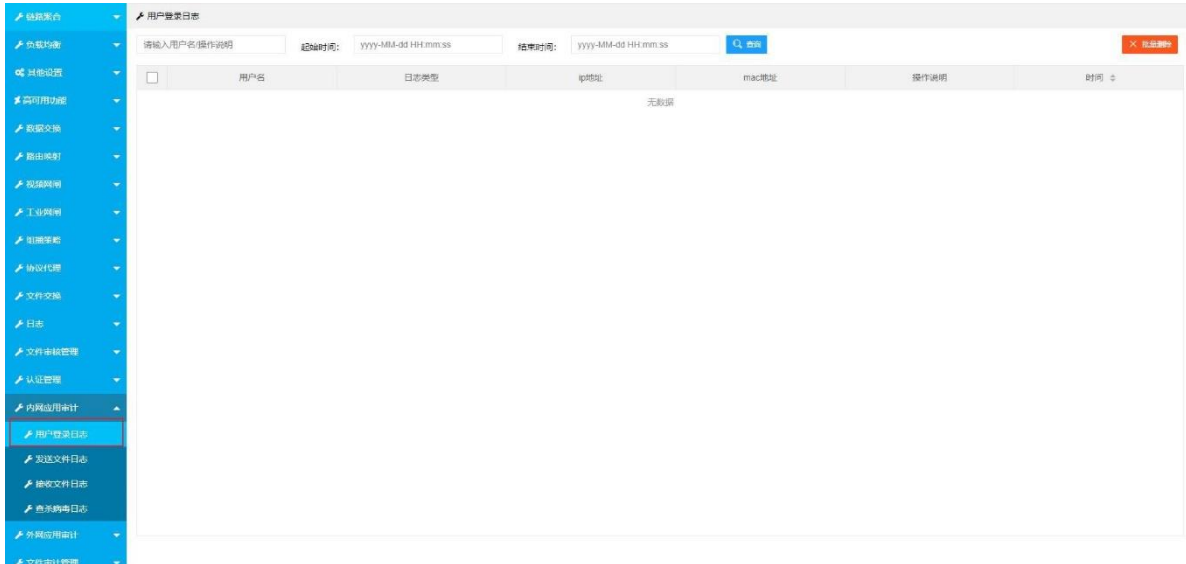 链路聚合
负载均衡
其他设置
高可用功能
数据交换
路由映射
视频网闸
工业网闸
阻断策略
协议代理
文件交换
日志
文件审核管理
认证管理
内网应用审计
用户登录日志
发送文件日志
接收文件日志
查杀病毒日志
外网应用审计
文件审计管理
用户登录日志
请输入用户名/操作说明 起始时间: yyyy-MM-dd HH:mm:ss 结束时间: yyyy-MM-dd HH:mm:ss 查询 批量删除
用户名 日志类型 ip地址 mac地址 操作说明 时间
无数据